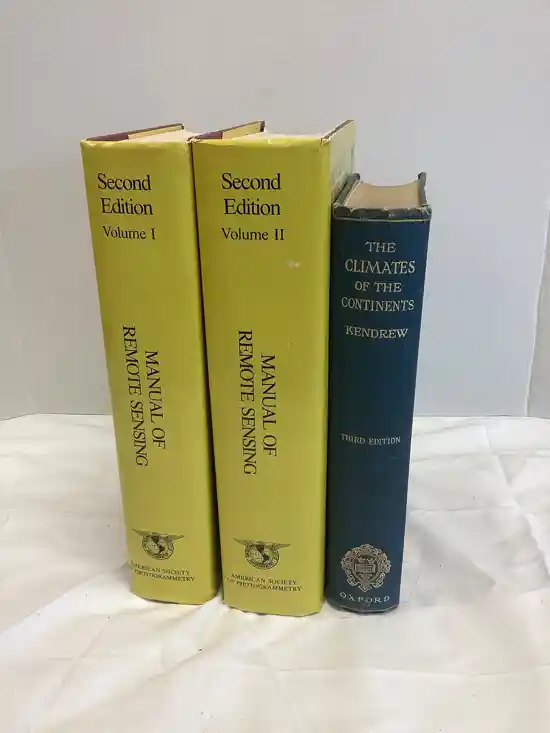 Second
Edition
Volume I
MANUAL OF
REMOTE SENSING
AMERICAN SOCIETY
PHOTOGRAMMETRY
Second
Edition
Volume II
MANUAL OF
REMOTE SENSING
AMERICAN SOCIETY
OF PHOTOGRAMMETRY
THE
CLIMATES
OF THE
CONTINENTS
KENDREW
THIRD EDITION
OXFORD